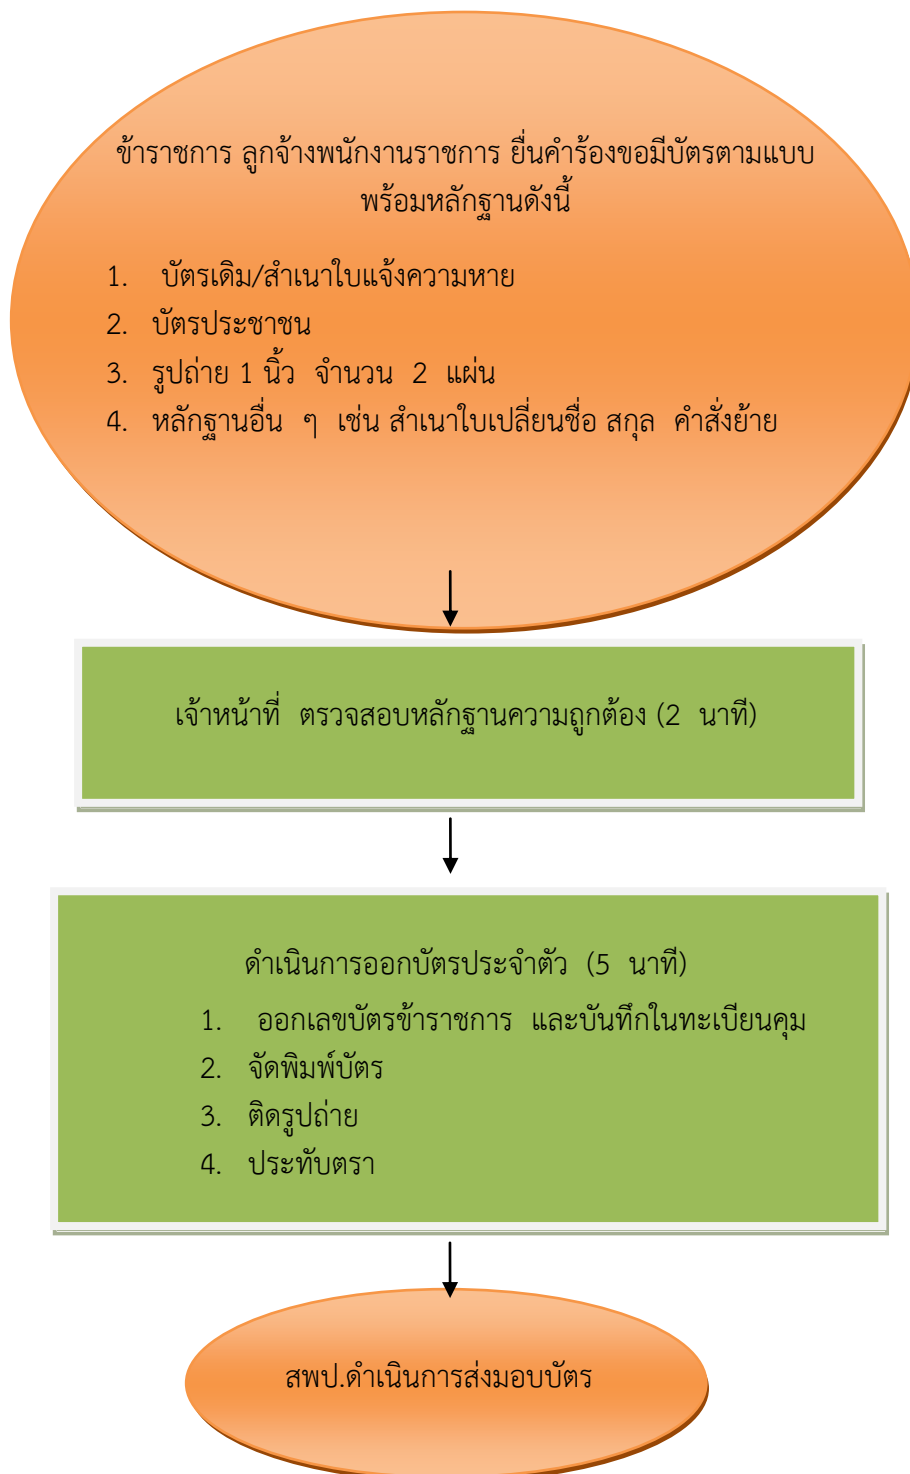 ข้าราชการ ลูกจ้างพนักงานราชการ ยื่นคำร้องขอมีบัตรตามแบบ
พร้อมหลักฐานดังนี้
1. บัตรเดิม/สำเนาใบแจ้งความหาย
2. บัตรประชาชน
3. รูปถ่าย 1 นิ้ว จำนวน 2 แผ่น
4. หลักฐานอื่น ๆ เช่น สำเนาใบเปลี่ยนชื่อ สกุล คำสั่งย้าย
เจ้าหน้าที่ ตรวจสอบหลักฐานความถูกต้อง (2 นาที)
ดำเนินการออกบัตรประจำตัว (5 นาที)
1. ออกเลขบัตรข้าราชการ และบันทึกในทะเบียนคุม
2. จัดพิมพ์บัตร
3. ติดรูปถ่าย
4. ประทับตรา
สพป.ดำเนินการส่งมอบบัตร